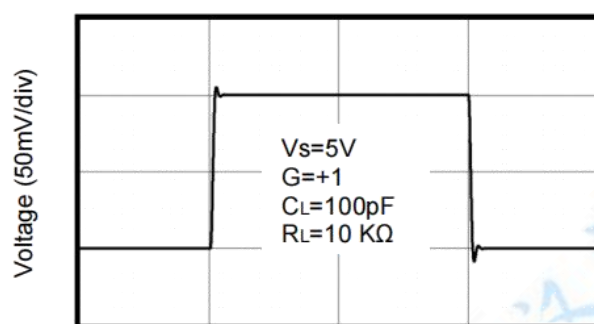 Voltage (50mV/div)
Vs=5V
G=+1
CL=100pF
RL=10 KΩ